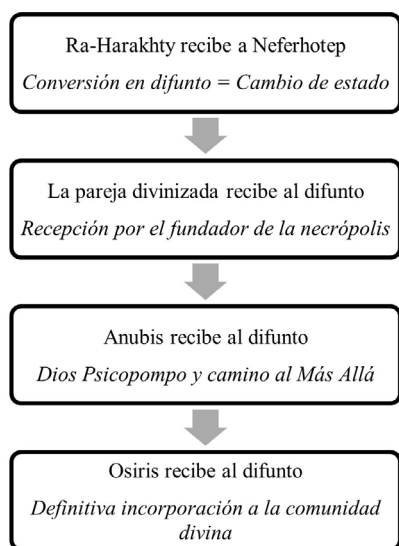 Ra-Harakhty recibe a Neferhotep
Conversión en difunto = Cambio de estado
La pareja divinizada recibe al difunto
Recepción por el fundador de la necrópolis
Anubis recibe al difunto
Dios Psicopompo y camino al Más Allá
Osiris recibe al difunto
Definitiva incorporación a la comunidad
divina